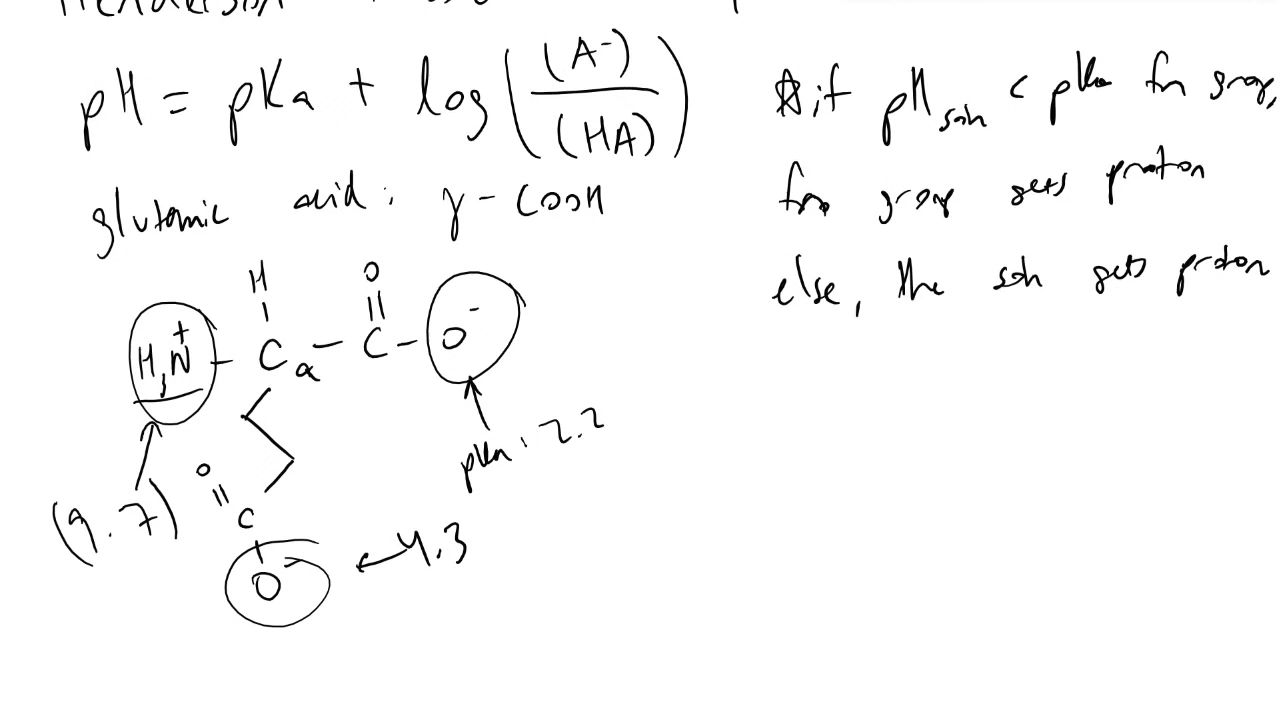 pH = pKa + log ( (A-) / (HA) )
glutamic acid: γ - COOH
H O
H3N+ - Cα - C - O-
pKa: 2.2
(9.7)
O
C
O-
4.3
if pHsoln < pKa for group,
group gets proton
else, the soln gets proton